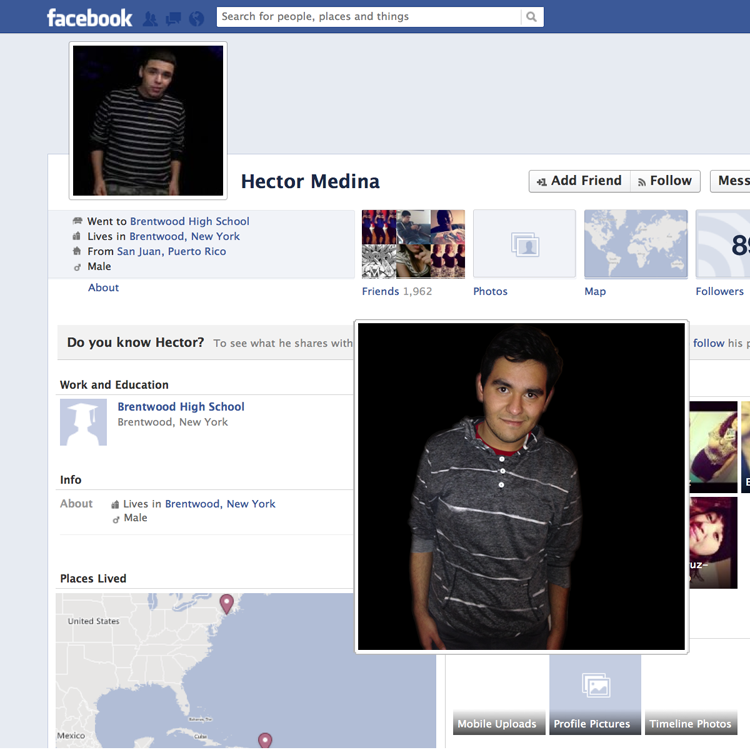 facebook
Search for people, places and things
Hector Medina
Add Friend
Follow
Mess
Went to Brentwood High School
Lives in Brentwood, New York
From San Juan, Puerto Rico
Male
About
Friends 1,962
Photos
Map
Followers
Do you know Hector? To see what he shares with
follow his p
Work and Education
Brentwood High School
Brentwood, New York
Info
About
Lives in Brentwood, New York
Male
uz-
Places Lived
United States
Mexico
Cuba
Mobile Uploads
Profile Pictures
Timeline Photos